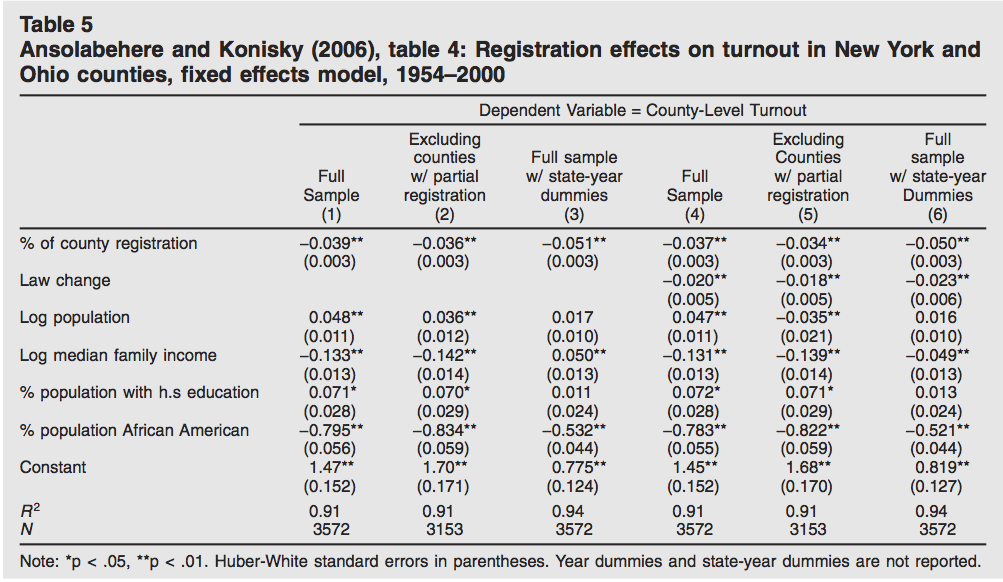 Table 5
Ansolabehere and Konisky (2006), table 4: Registration effects on turnout in New York and
Ohio counties, fixed effects model, 1954–2000
Dependent Variable = County-Level Turnout
Full Sample (1) Excluding counties w/ partial registration (2) Full sample w/ state-year dummies (3) Full Sample (4) Excluding Counties w/ partial registration (5) Full sample w/ state-year Dummies (6)
% of county registration –0.039** –0.036** –0.051** –0.037** –0.034** –0.050**
(0.003) (0.003) (0.003) (0.003) (0.003) (0.003)
Law change –0.020** –0.018** –0.023**
(0.005) (0.005) (0.006)
Log population 0.048** 0.036** 0.017 0.047** –0.035** 0.016
(0.011) (0.012) (0.010) (0.011) (0.021) (0.010)
Log median family income –0.133** –0.142** 0.050** –0.131** –0.139** –0.049**
(0.013) (0.014) (0.013) (0.013) (0.014) (0.013)
% population with h.s education 0.071* 0.070* 0.011 0.072* 0.071* 0.013
(0.028) (0.029) (0.024) (0.028) (0.029) (0.024)
% population African American –0.795** –0.834** –0.532** –0.783** –0.822** –0.521**
(0.056) (0.059) (0.044) (0.055) (0.059) (0.044)
Constant 1.47** 1.70** 0.775** 1.45** 1.68** 0.819**
(0.152) (0.171) (0.124) (0.152) (0.170) (0.127)
R2 0.91 0.91 0.94 0.91 0.91 0.94
N 3572 3153 3572 3572 3153 3572
Note: *p < .05, **p < .01. Huber-White standard errors in parentheses. Year dummies and state-year dummies are not reported.